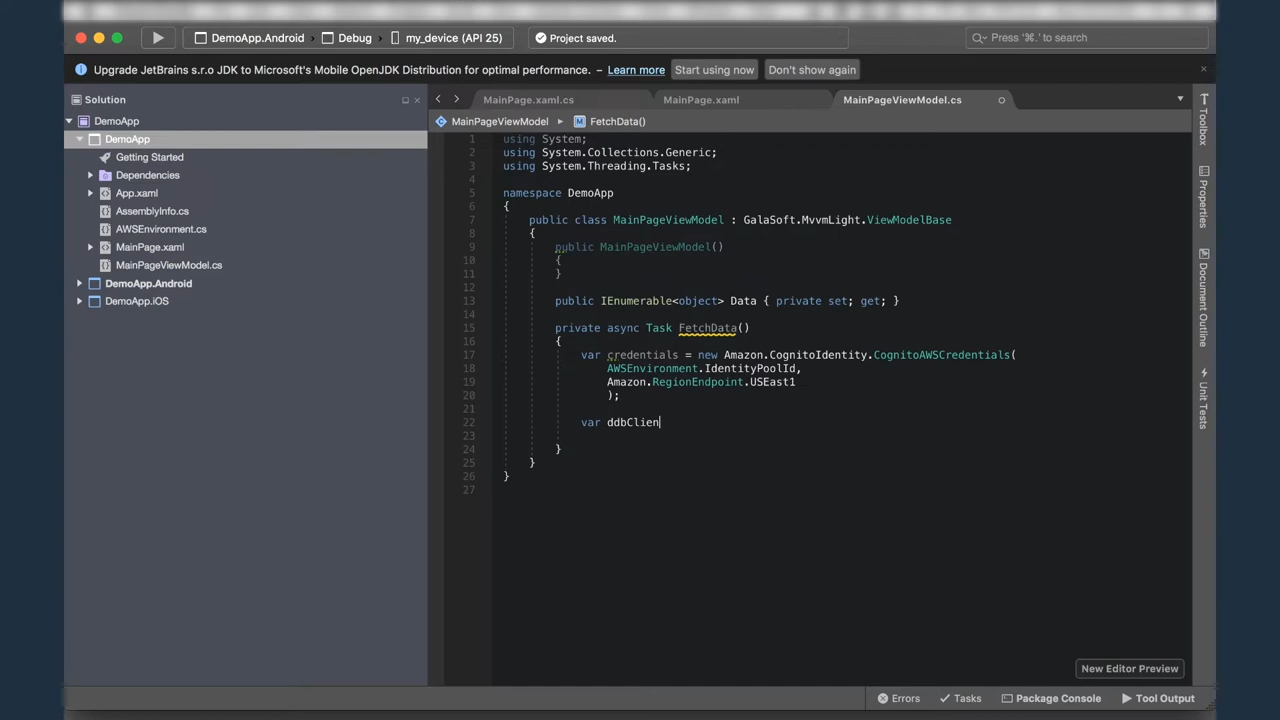 DemoApp.Android > Debug > my_device (API 25)
Project saved.
Press '⌘.' to search
Upgrade JetBrains s.r.o JDK to Microsoft's Mobile OpenJDK Distribution for optimal performance. – Learn more
Start using now
Don't show again
Solution
MainPage.xaml.cs
MainPage.xaml
MainPageViewModel.cs
MainPageViewModel
FetchData()
DemoApp
DemoApp
Getting Started
Dependencies
App.xaml
AssemblyInfo.cs
AWSEnvironment.cs
MainPage.xaml
MainPageViewModel.cs
DemoApp.Android
DemoApp.iOS
1 using System;
2 using System.Collections.Generic;
3 using System.Threading.Tasks;
4
5 namespace DemoApp
6 {
7 public class MainPageViewModel : GalaSoft.MvvmLight.ViewModelBase
8 {
9 public MainPageViewModel()
10 {
11 }
12
13 public IEnumerable<object> Data { private set; get; }
14
15 private async Task FetchData()
16 {
17 var credentials = new Amazon.CognitoIdentity.CognitoAWSCredentials(
18 AWSEnvironment.IdentityPoolId,
19 Amazon.RegionEndpoint.USEast1
20 );
21
22 var ddbClien
23
24 }
25 }
26 }
27
Toolbox
Properties
Document Outline
Unit Tests
New Editor Preview
Errors
Tasks
Package Console
Tool Output